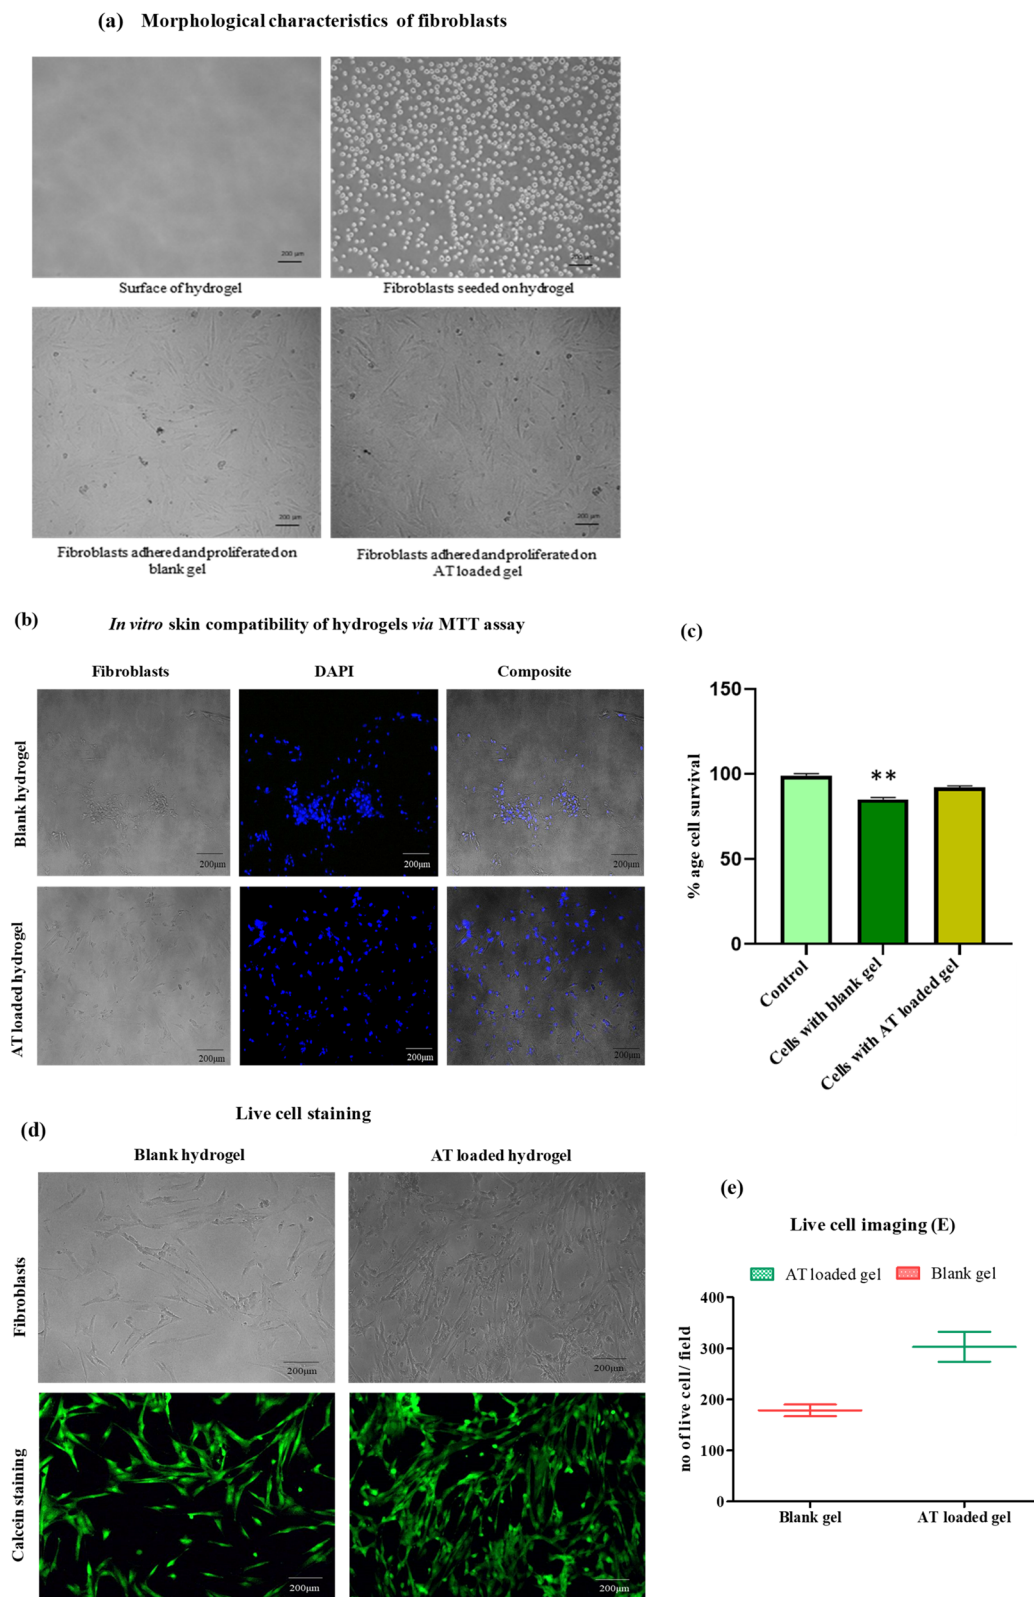 (a) Morphological characteristics of fibroblasts
200 µm
200 µm
Surface of hydrogel
Fibroblasts seeded on hydrogel
200 µm
200 µm
Fibroblasts adhered and proliferated on
blank gel
Fibroblasts adhered and proliferated on
AT loaded gel
(b)
In vitro skin compatibility of hydrogels via MTT assay
Fibroblasts
DAPI
Composite
Blank hydrogel
200µm
200µm
200µm
AT loaded hydrogel
200µm
200µm
200µm
(c)
% age cell survival
150
100
50
0
**
Control
Cells with blank gel
Cells with AT loaded gel
Live cell staining
(d)
Blank hydrogel
AT loaded hydrogel
Fibroblasts
200µm
200µm
Calcein staining
200µm
200µm
(e)
Live cell imaging (E)
AT loaded gel
Blank gel
no of live cell/ field
400
300
200
100
0
Blank gel
AT loaded gel